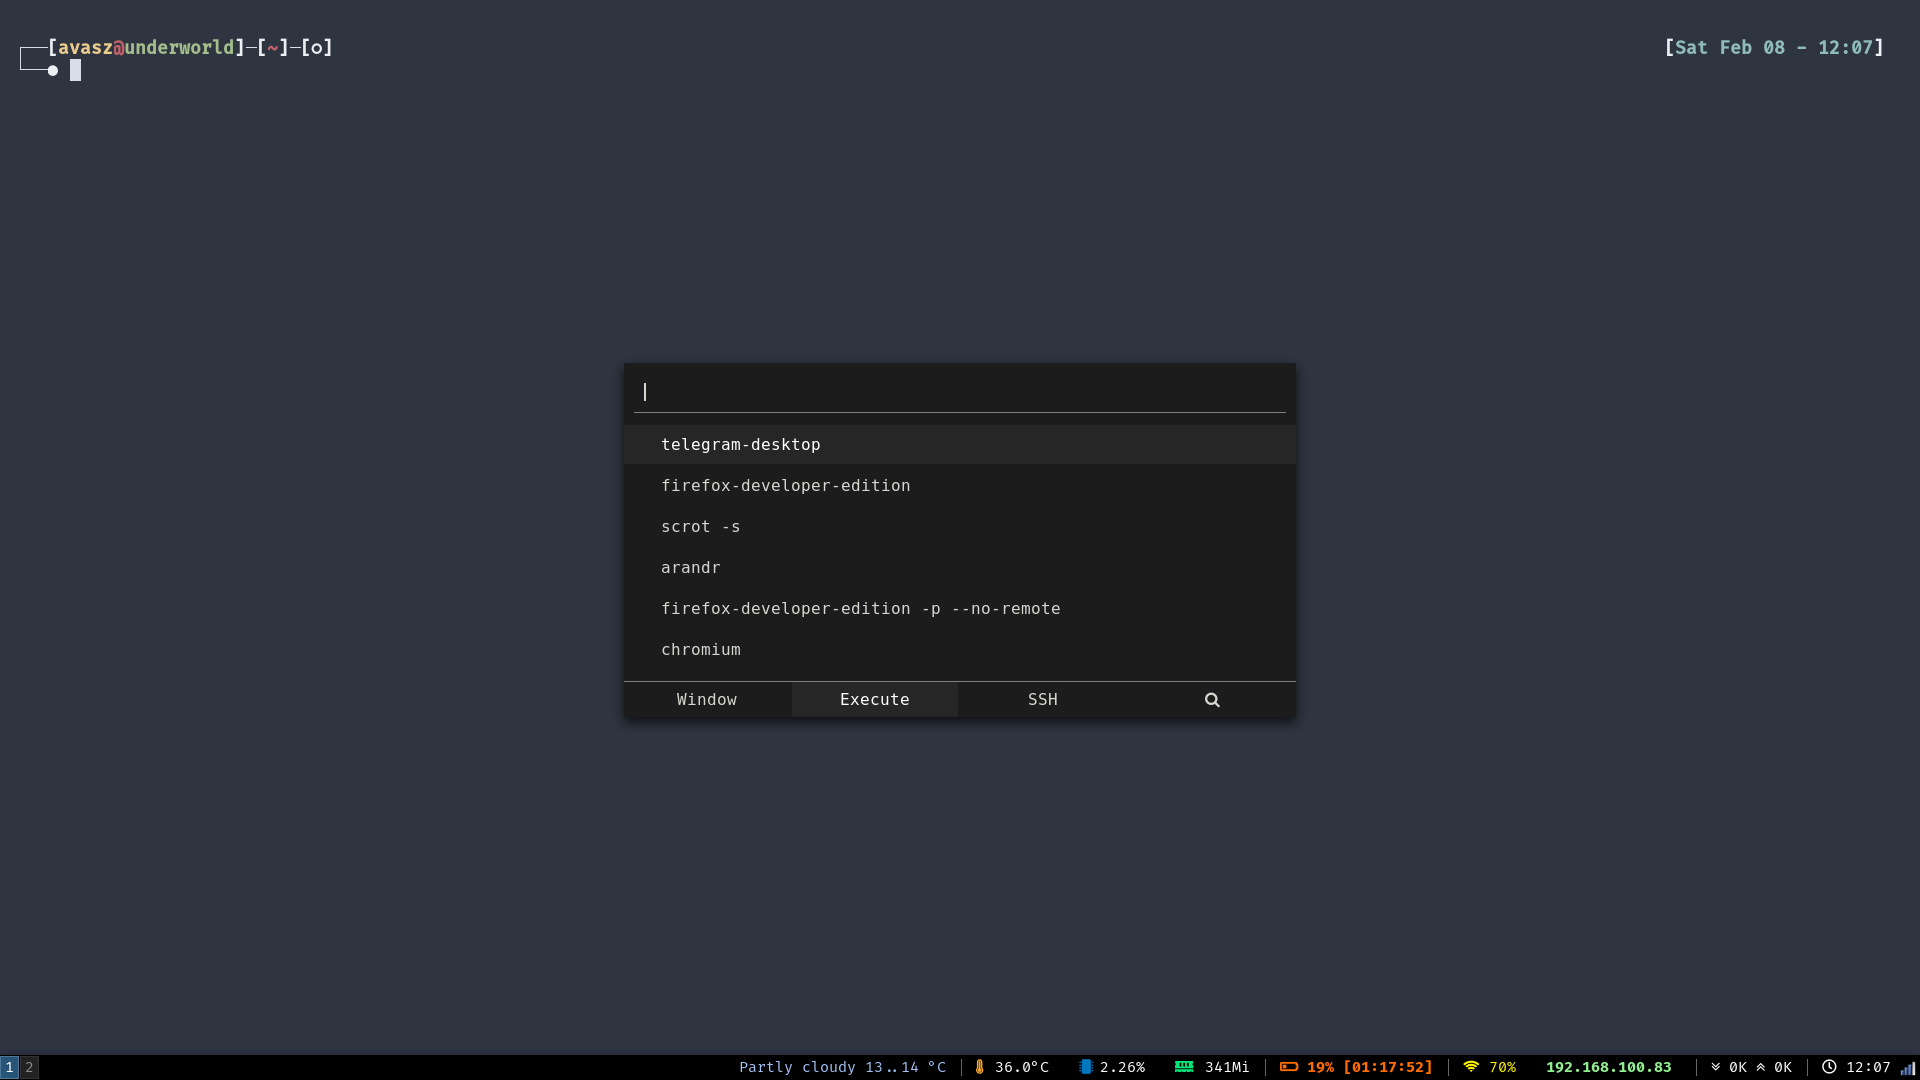 [avasz@underworld]-[~]-[o]
[Sat Feb 08 - 12:07]
telegram-desktop
firefox-developer-edition
scrot -s
arandr
firefox-developer-edition -p --no-remote
chromium
Window Execute SSH
1 2 Partly cloudy 13..14 °C 36.0°C 2.26% 341Mi 19% [01:17:52] 70% 192.168.100.83 0K 0K 12:07